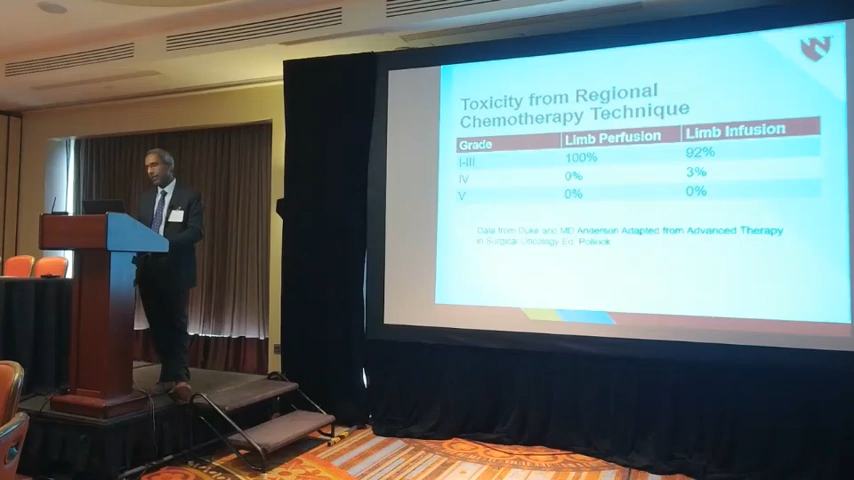 Toxicity from Regional
Chemotherapy Technique
Grade Limb Perfusion Limb Infusion
I-III 100% 92%
IV 0% 3%
V 0% 0%
Data from Duke and MD Anderson Adapted from Advanced Therapy
in Surgical Oncology Ed. Pollock
N